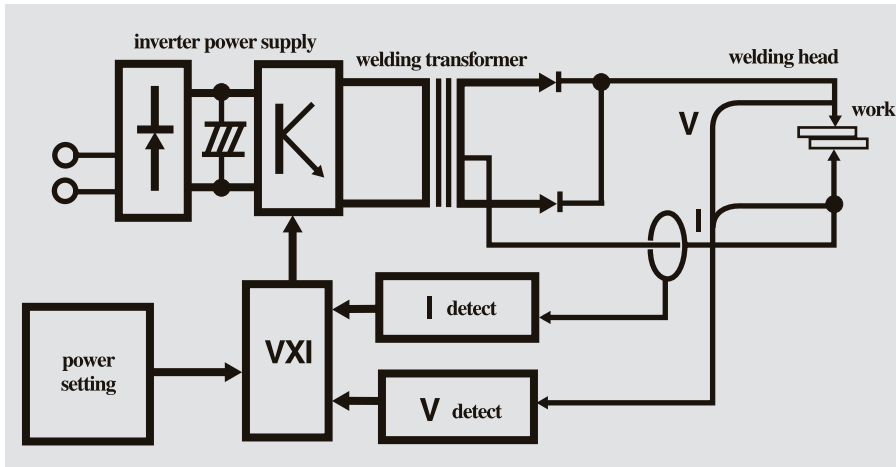 inverter power supply
welding transformer
welding head
V
work
I
I detect
power
setting
VXI
V detect